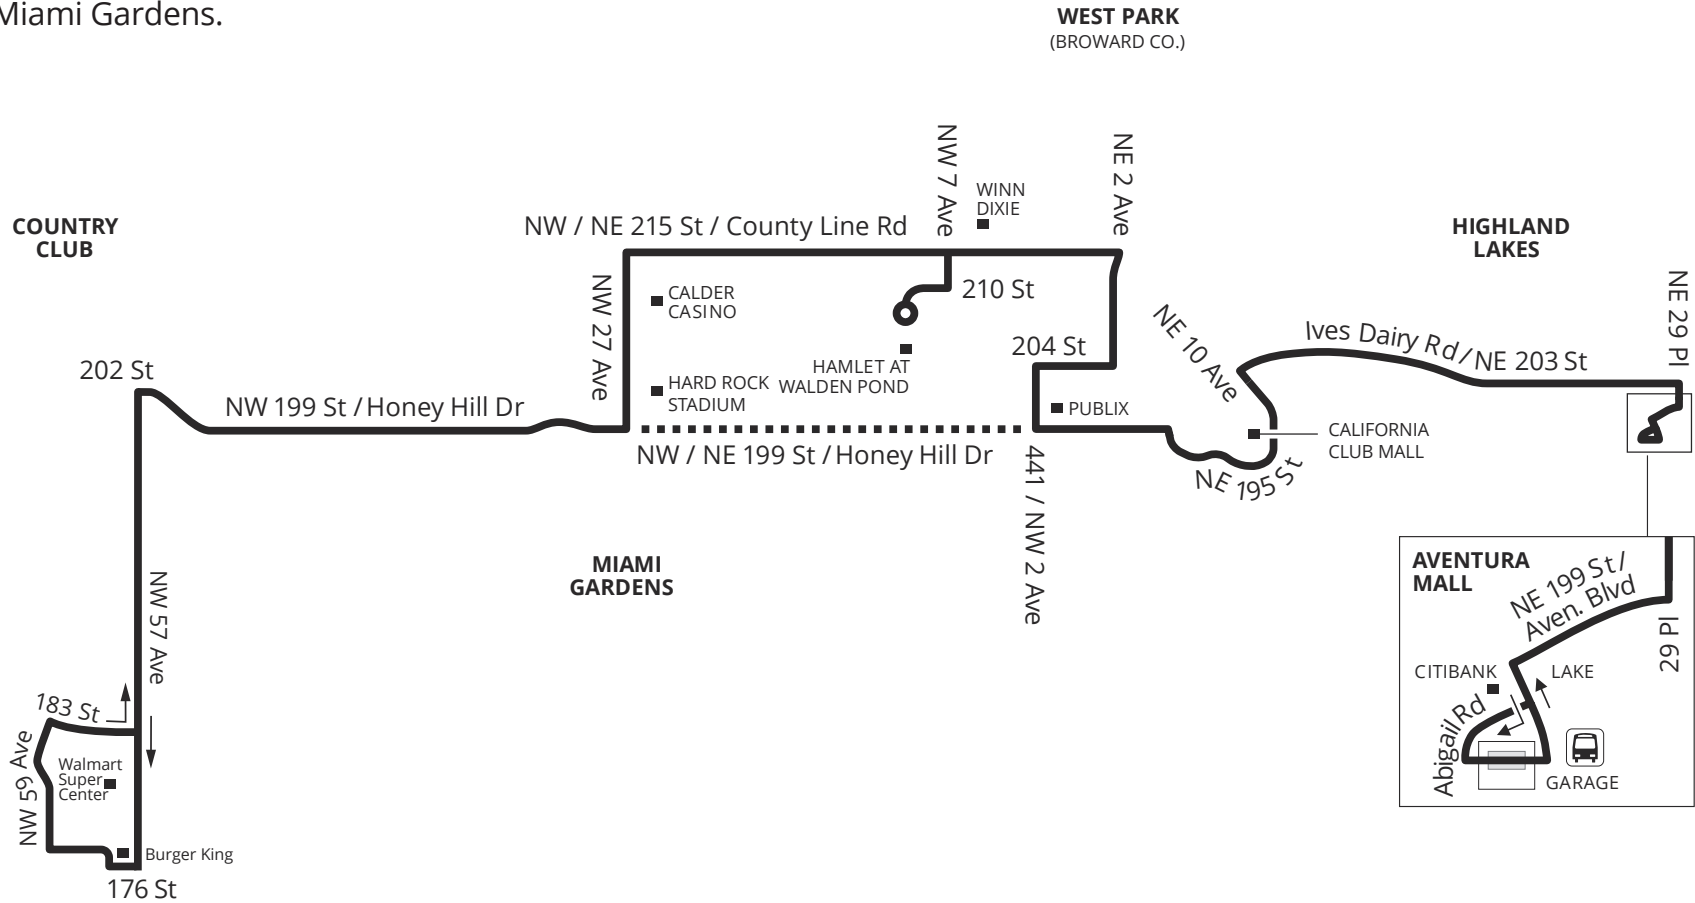 Miami Gardens.
WEST PARK
(BROWARD CO.)
NW 7 Ave
NE 2 Ave
WINN
DIXIE
COUNTRY
CLUB
NW / NE 215 St / County Line Rd
HIGHLAND
LAKES
NW 27 Ave
CALDER
CASINO
210 St
NE 29 Pl
NE 10 Ave
Ives Dairy Rd / NE 203 St
204 St
202 St
HAMLET AT
WALDEN POND
HARD ROCK
STADIUM
NW 199 St / Honey Hill Dr
PUBLIX
NW / NE 199 St / Honey Hill Dr
CALIFORNIA
CLUB MALL
441 / NW 2 Ave
NE 195 St
MIAMI
GARDENS
AVENTURA
MALL
NE 199 St /
Aven. Blvd
29 Pl
NW 57 Ave
CITIBANK
LAKE
183 St
Abigail Rd
NW 59 Ave
Walmart
Super
Center
GARAGE
Burger King
176 St